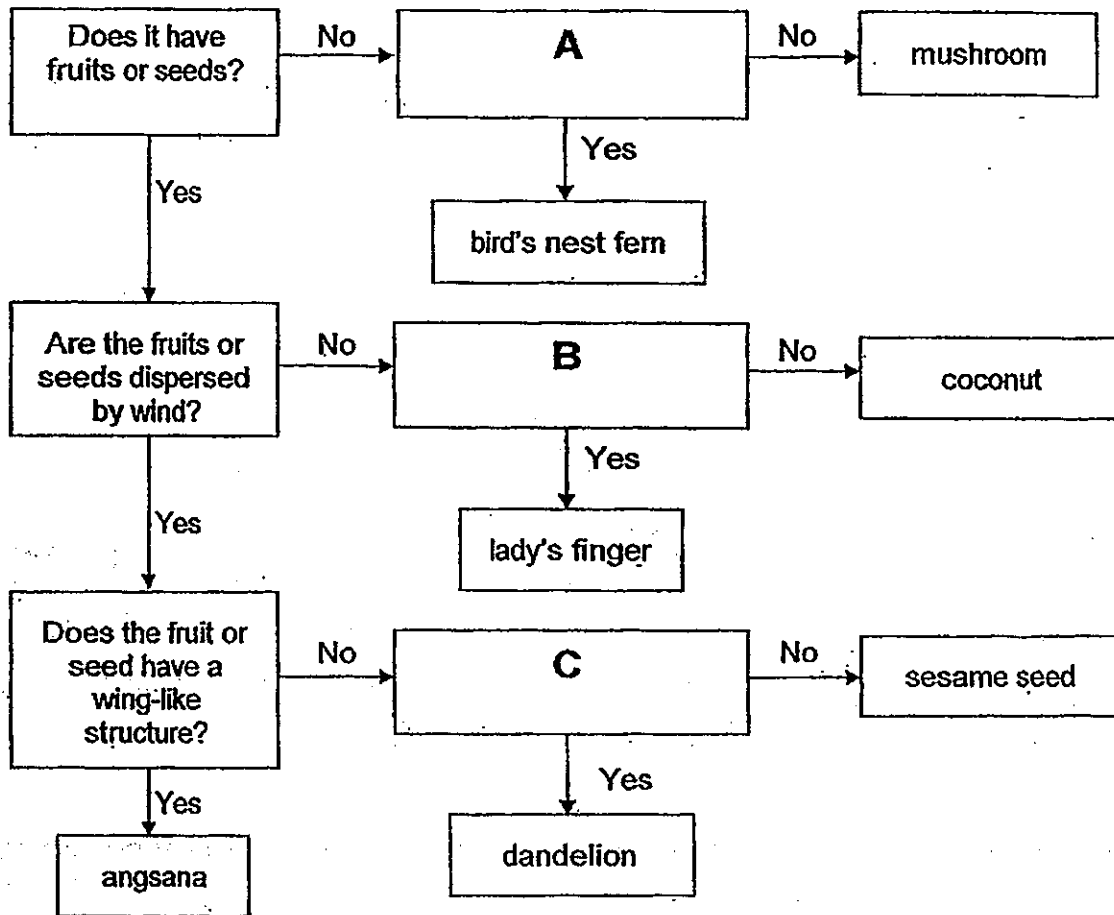 Does it have
fruits or seeds?
No
A
No
mushroom
Yes
Yes
bird's nest fern
Are the fruits or
seeds dispersed
by wind?
No
B
No
coconut
Yes
Yes
lady's finger
Does the fruit or
seed have a
wing-like
structure?
No
C
No
sesame seed
Yes
Yes
angsana
dandelion